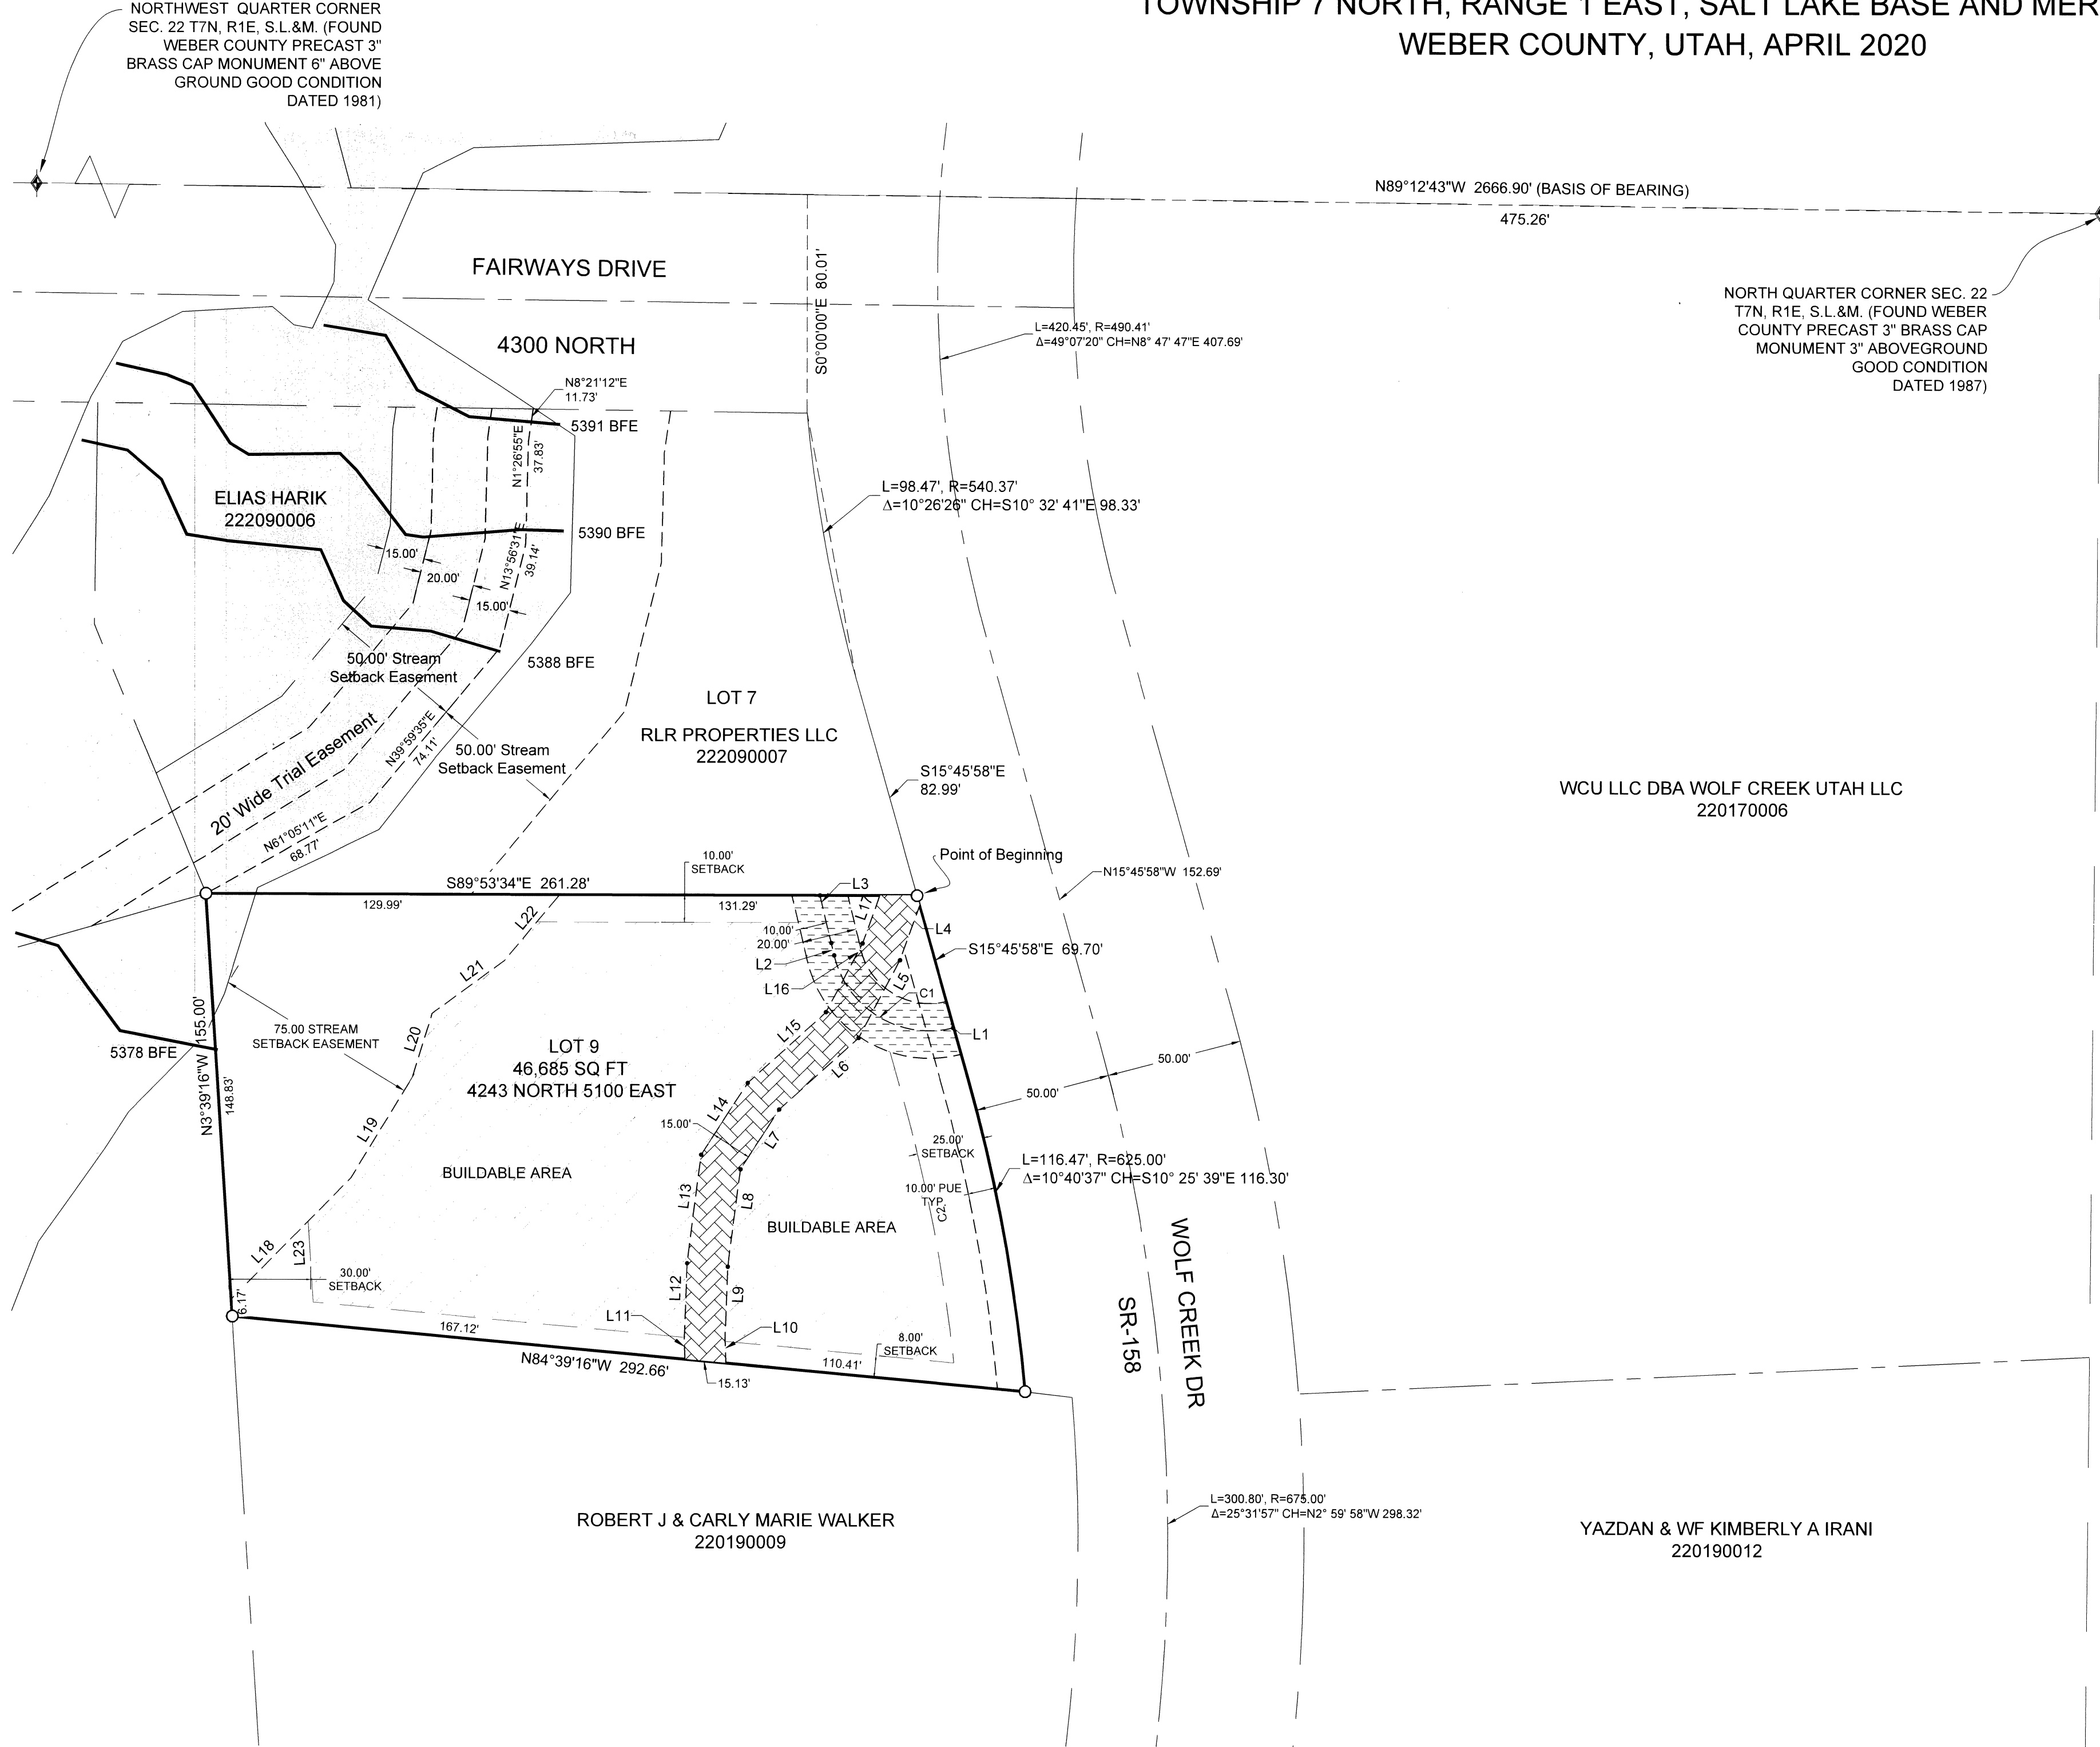 TOWNSHIP 7 NORTH, RANGE 1 EAST, SALT LAKE BASE AND MER
WEBER COUNTY, UTAH, APRIL 2020
NORTHWEST QUARTER CORNER
SEC. 22 T7N, R1E, S.L.&M. (FOUND
WEBER COUNTY PRECAST 3"
BRASS CAP MONUMENT 6" ABOVE
GROUND GOOD CONDITION
DATED 1981)
N89°12'43"W 2666.90' (BASIS OF BEARING)
475.26'
FAIRWAYS DRIVE
S0°00'00"E 80.01'
NORTH QUARTER CORNER SEC. 22
T7N, R1E, S.L.&M. (FOUND WEBER
COUNTY PRECAST 3" BRASS CAP
MONUMENT 3" ABOVEGROUND
GOOD CONDITION
DATED 1987)
L=420.45', R=490.41'
Δ=49°07'20" CH=N8° 47' 47"E 407.69'
4300 NORTH
N8°21'12"E
11.73'
5391 BFE
N1°26'55"E
37.83'
L=98.47', R=540.37'
Δ=10°26'26" CH=S10° 32' 41"E 98.33'
ELIAS HARIK
222090006
5390 BFE
N13°56'31"E
39.14'
15.00'
20.00'
15.00'
50.00' Stream
Setback Easement
5388 BFE
LOT 7
RLR PROPERTIES LLC
222090007
20' Wide Trial Easement
N39°59'35"E
74.11'
50.00' Stream
Setback Easement
N61°05'11"E
68.77'
S15°45'58"E
82.99'
WCU LLC DBA WOLF CREEK UTAH LLC
220170006
Point of Beginning
N15°45'58"W 152.69'
10.00'
SETBACK
S89°53'34"E 261.28'
129.99'
131.29'
L3
L17
L22
L4
10.00'
20.00'
S15°45'58"E 69.70'
L2
L21
L16
L5
C1
N3°39'16"W 155.00'
148.83'
5378 BFE
75.00 STREAM
SETBACK EASEMENT
L20
L15
L1
LOT 9
46,685 SQ FT
4243 NORTH 5100 EAST
L6
50.00'
50.00'
L14
15.00'
L7
L19
25.00'
SETBACK
BUILDABLE AREA
L=116.47', R=625.00'
Δ=10°40'37" CH=S10° 25' 39"E 116.30'
10.00' PUE
TYP.
C2
L13
L8
BUILDABLE AREA
L18
L23
30.00'
SETBACK
L12
L9
6.17'
L11
L10
167.12'
8.00'
SETBACK
N84°39'16"W 292.66'
110.41'
15.13'
WOLF CREEK DR
SR-158
L=300.80', R=675.00'
Δ=25°31'57" CH=N2° 59' 58"W 298.32'
ROBERT J & CARLY MARIE WALKER
220190009
YAZDAN & WF KIMBERLY A IRANI
220190012